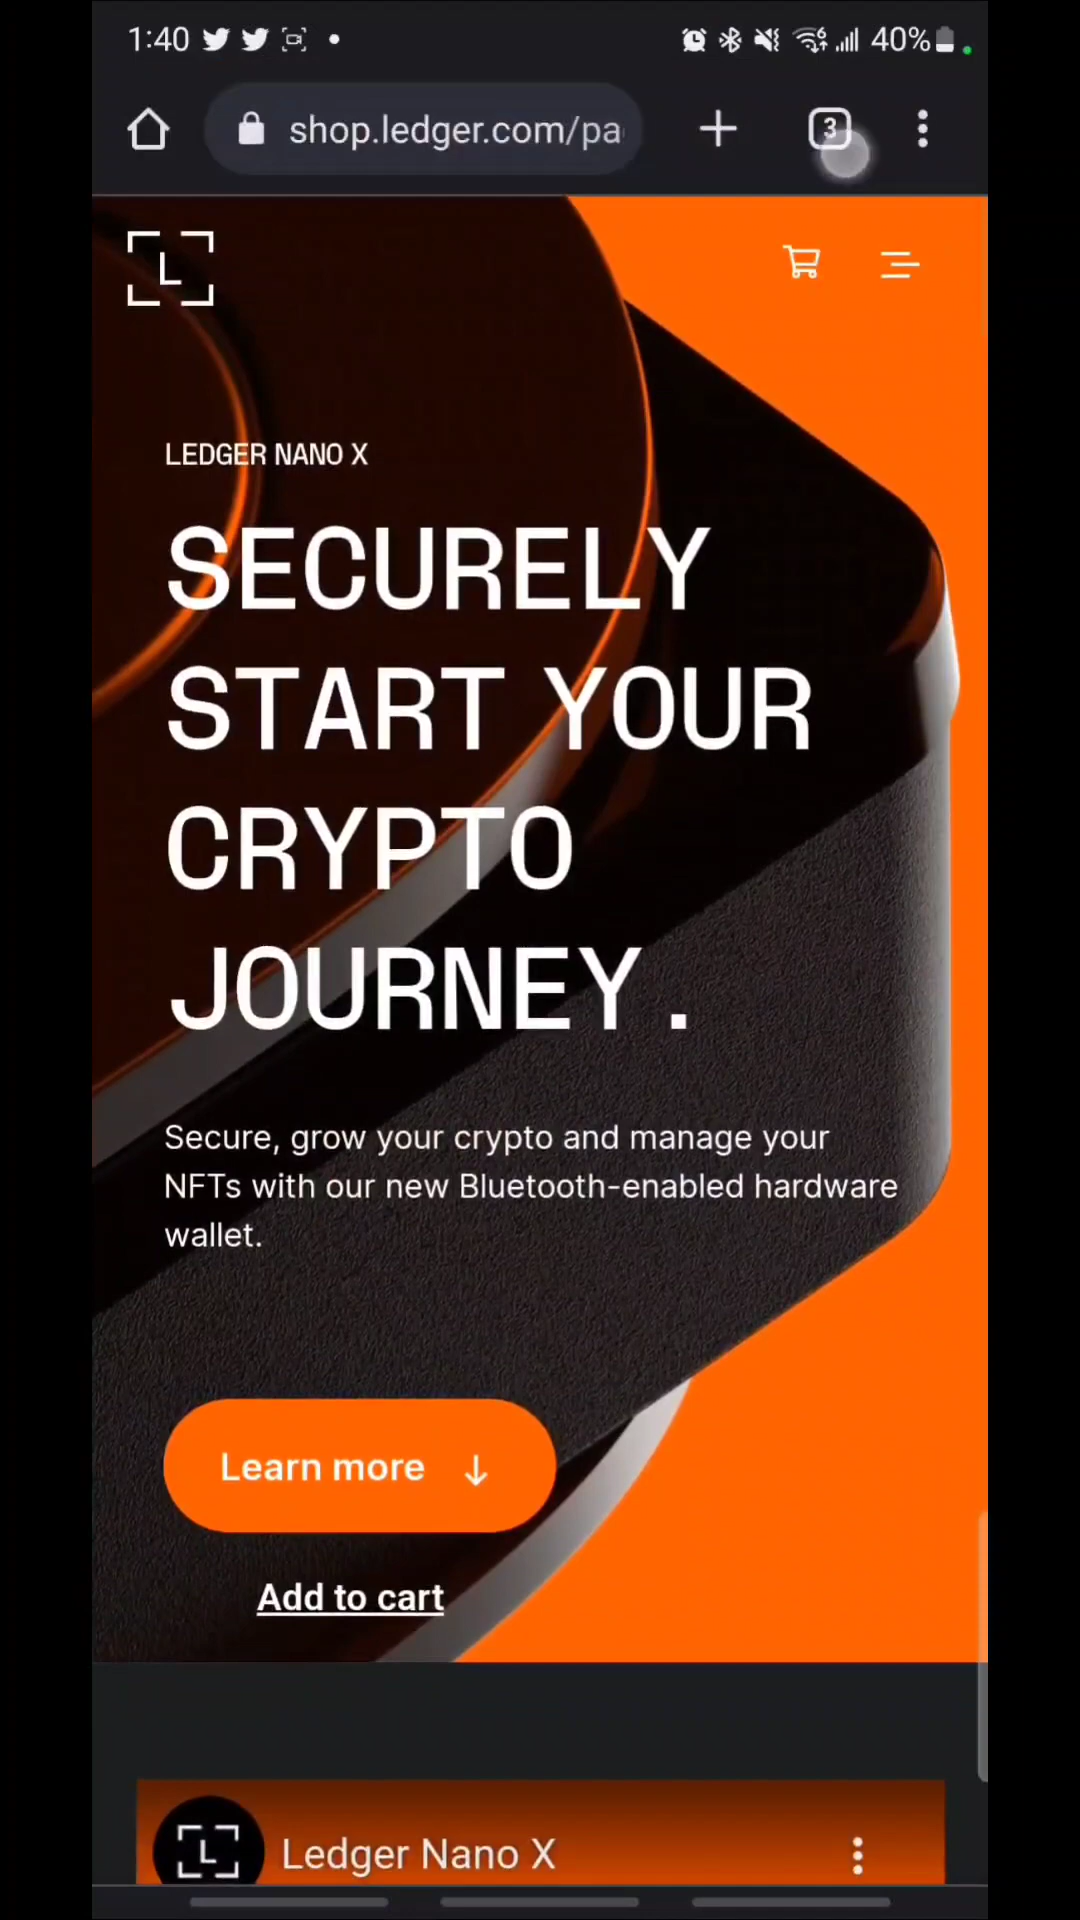 1:40
40%
shop.ledger.com/pa
3
L
LEDGER NANO X
SECURELY
START YOUR
CRYPTO
JOURNEY.
Secure, grow your crypto and manage your
NFTs with our new Bluetooth-enabled hardware
wallet.
Learn more ↓
Add to cart
L Ledger Nano X